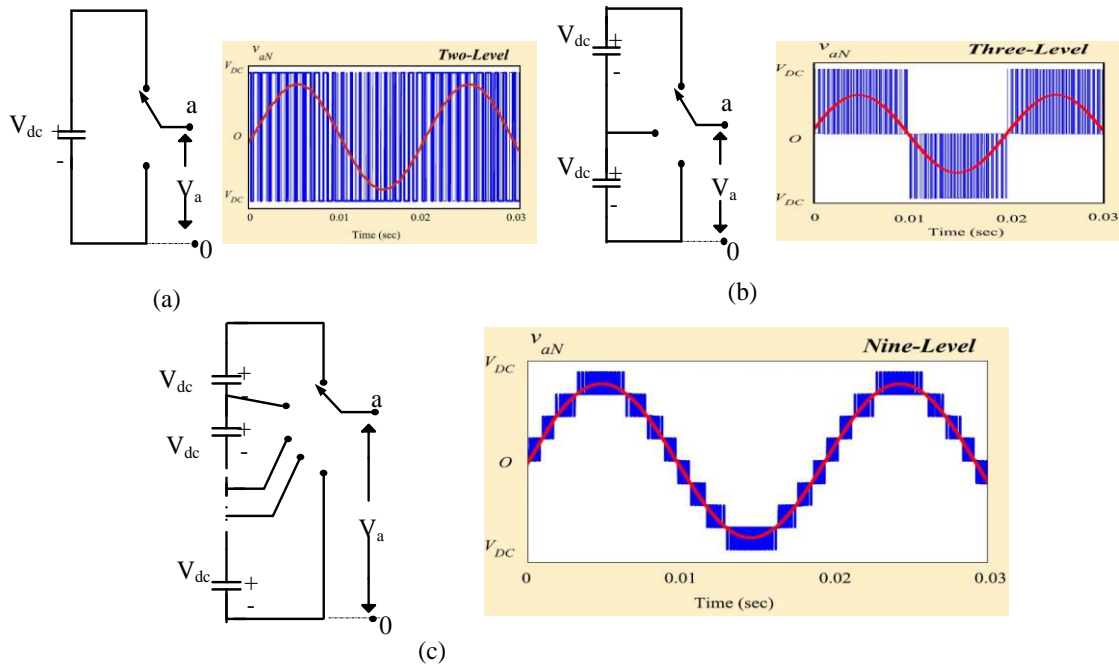 V_dc
+
-
a
V_a
0
v_aN
Two-Level
V_DC
O
V_DC
0 0.01 0.02 0.03
Time (sec)
(a)
V_dc
+
-
V_dc
+
-
a
V_a
0
v_aN
Three-Level
V_DC
O
V_DC
0 0.01 0.02 0.03
Time (sec)
(b)
V_dc
+
-
V_dc
+
-
V_dc
+
-
a
V_a
0
v_aN
Nine-Level
V_DC
O
V_DC
0 0.01 0.02 0.03
Time (sec)
(c)